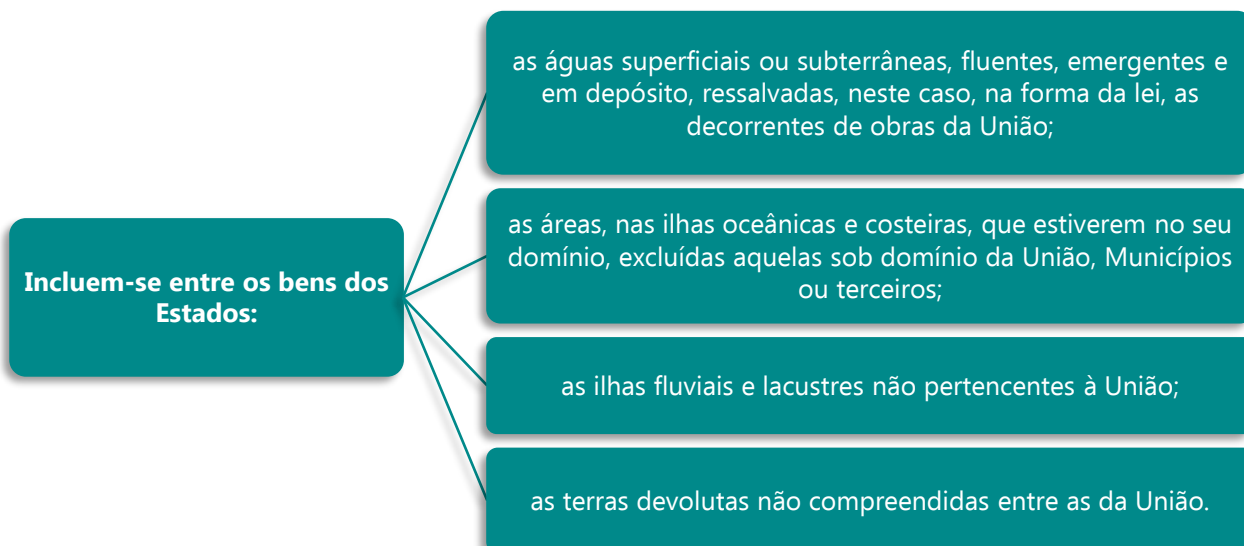 as águas superficiais ou subterrâneas, fluentes, emergentes e
em depósito, ressalvadas, neste caso, na forma da lei, as
decorrentes de obras da União;
as áreas, nas ilhas oceânicas e costeiras, que estiverem no seu
domínio, excluídas aquelas sob domínio da União, Municípios
ou terceiros;
Incluem-se entre os bens dos
Estados:
as ilhas fluviais e lacustres não pertencentes à União;
as terras devolutas não compreendidas entre as da União.